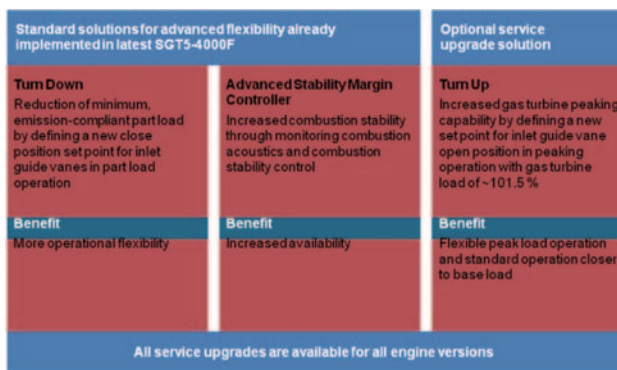 Standard solutions for advanced flexibility already
implemented in latest SGT5-4000F
Optional service
upgrade solution
Turn Down
Reduction of minimum,
emission-compliant part load
by defining a new close
position set point for inlet
guide vanes in part load
operation
Advanced Stability Margin
Controller
Increased combustion stability
through monitoring combustion
acoustics and combustion
stability control
Turn Up
Increased gas turbine peaking
capability by defining a new
set point for inlet guide vane
open position in peaking
operation with gas turbine
load of ~101.5 %
Benefit
More operational flexibility
Benefit
Increased availability
Benefit
Flexible peak load operation
and standard operation closer
to base load
All service upgrades are available for all engine versions